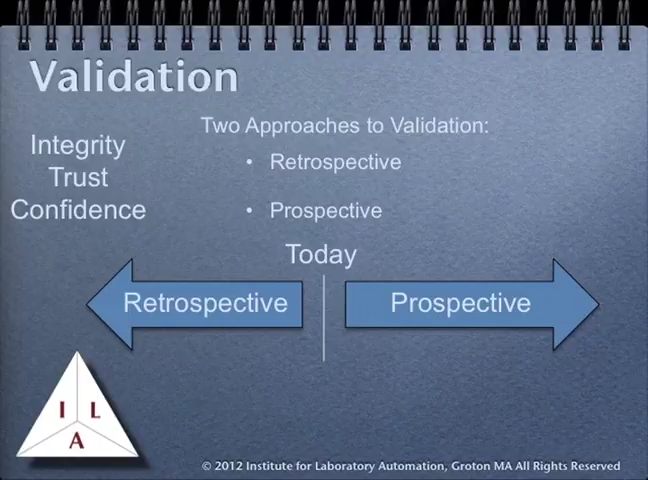 Validation
Integrity
Trust
Confidence
Two Approaches to Validation:
• Retrospective
• Prospective
Today
Retrospective
Prospective
I L
A
© 2012 Institute for Laboratory Automation, Groton MA All Rights Reserved